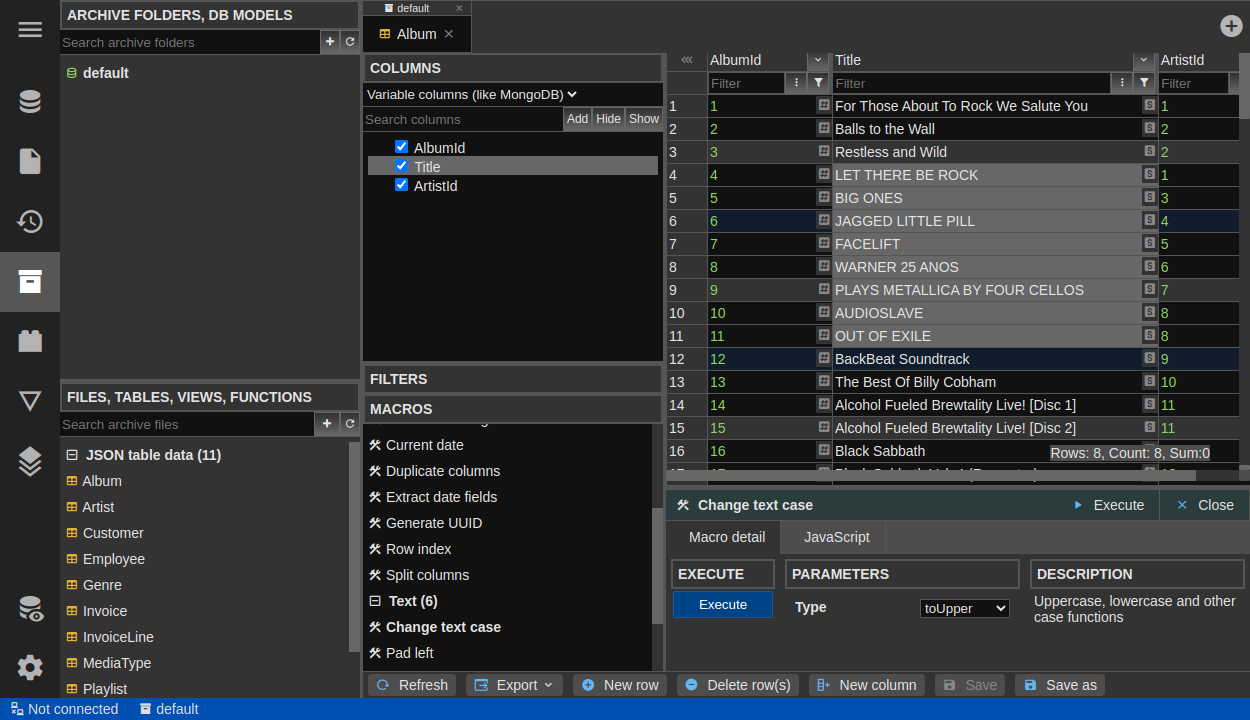 ARCHIVE FOLDERS, DB MODELS
Search archive folders
default
FILES, TABLES, VIEWS, FUNCTIONS
Search archive files
JSON table data (11)
Album
Artist
Customer
Employee
Genre
Invoice
InvoiceLine
MediaType
Playlist
default
Album
COLUMNS
Variable columns (like MongoDB)
Search columns
Add Hide Show
AlbumId
Title
ArtistId
FILTERS
MACROS
Current date
Duplicate columns
Extract date fields
Generate UUID
Row index
Split columns
Text (6)
Change text case
Pad left
AlbumId Title ArtistId
Filter Filter Filter
1 1 For Those About To Rock We Salute You 1
2 2 Balls to the Wall 2
3 3 Restless and Wild 2
4 4 LET THERE BE ROCK 1
5 5 BIG ONES 3
6 6 JAGGED LITTLE PILL 4
7 7 FACELIFT 5
8 8 WARNER 25 ANOS 6
9 9 PLAYS METALLICA BY FOUR CELLOS 7
10 10 AUDIOSLAVE 8
11 11 OUT OF EXILE 8
12 12 BackBeat Soundtrack 9
13 13 The Best Of Billy Cobham 10
14 14 Alcohol Fueled Brewtality Live! [Disc 1] 11
15 15 Alcohol Fueled Brewtality Live! [Disc 2] 11
16 16 Black Sabbath
Rows: 8, Count: 8, Sum:0
Change text case
Execute
Close
Macro detail JavaScript
EXECUTE
Execute
PARAMETERS
Type toUpper
DESCRIPTION
Uppercase, lowercase and other
case functions
Refresh Export New row Delete row(s) New column Save Save as
Not connected default